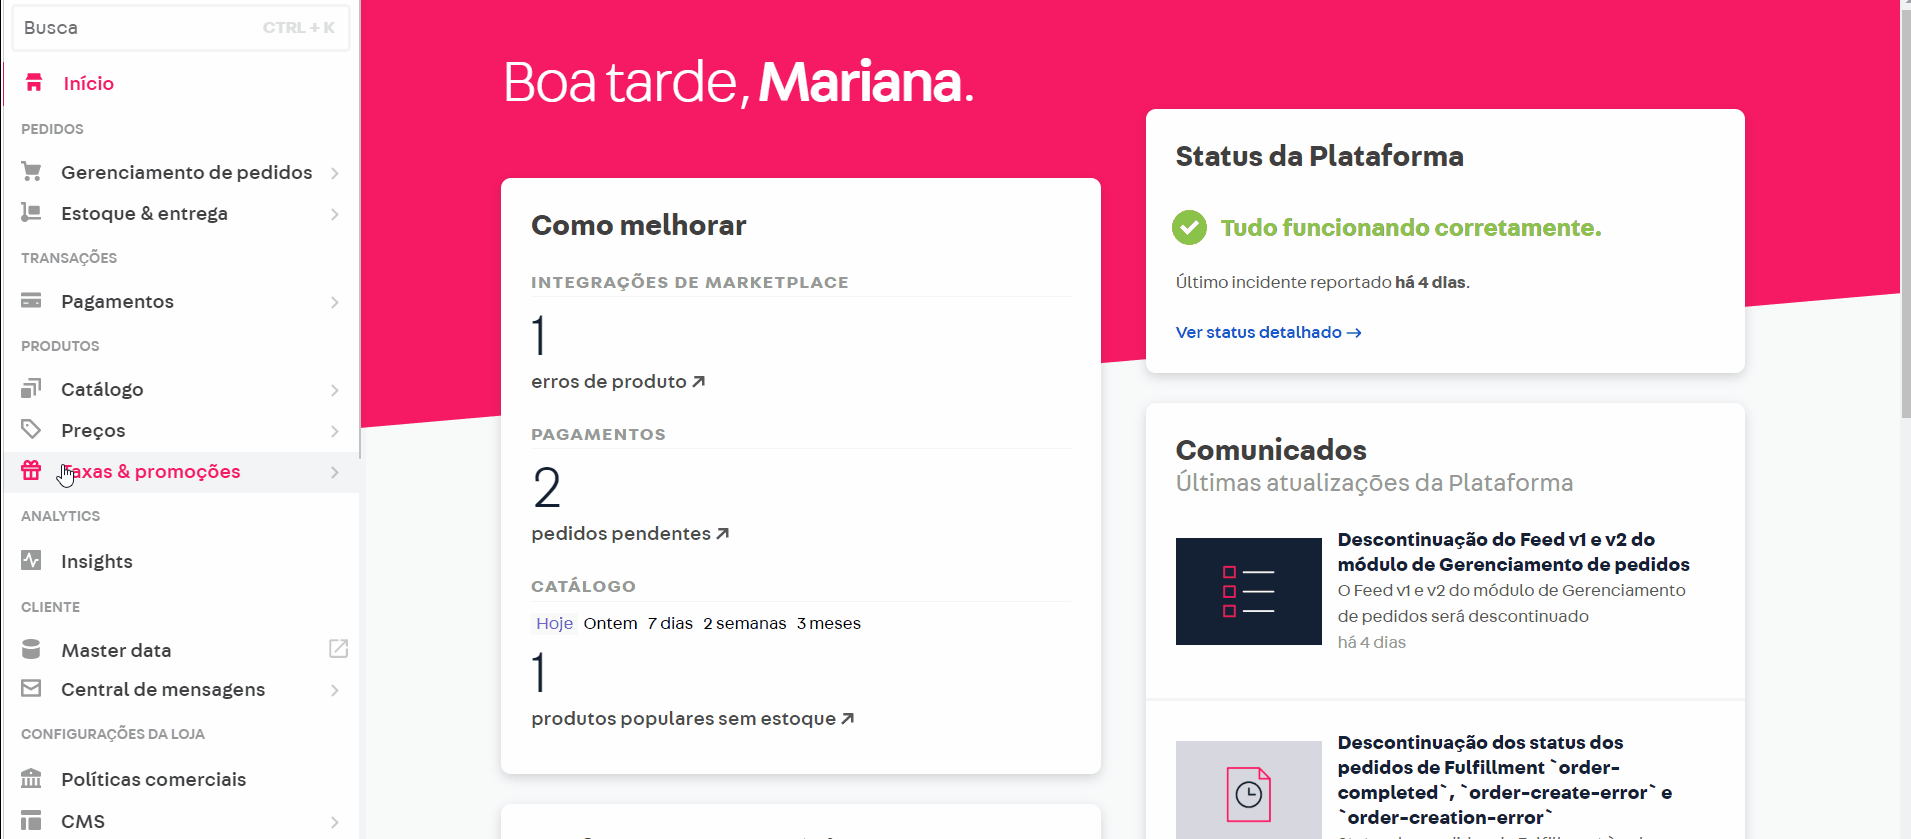 Busca
CTRL + K
Início
PEDIDOS
Gerenciamento de pedidos
Estoque & entrega
TRANSAÇÕES
Pagamentos
PRODUTOS
Catálogo
Preços
Taxas & promoções
ANALYTICS
Insights
CLIENTE
Master data
Central de mensagens
CONFIGURAÇÕES DA LOJA
Políticas comerciais
CMS
Boa tarde, Mariana.
Como melhorar
INTEGRAÇÕES DE MARKETPLACE
1
erros de produto
PAGAMENTOS
2
pedidos pendentes
CATÁLOGO
Hoje Ontem 7 dias 2 semanas 3 meses
1
produtos populares sem estoque
Status da Plataforma
Tudo funcionando corretamente.
Último incidente reportado há 4 dias.
Ver status detalhado →
Comunicados
Últimas atualizações da Plataforma
Descontinuação do Feed v1 e v2 do
módulo de Gerenciamento de pedidos
O Feed v1 e v2 do módulo de Gerenciamento
de pedidos será descontinuado
há 4 dias
Descontinuação dos status dos
pedidos de Fulfillment `order-
completed`, `order-create-error` e
`order-creation-error`